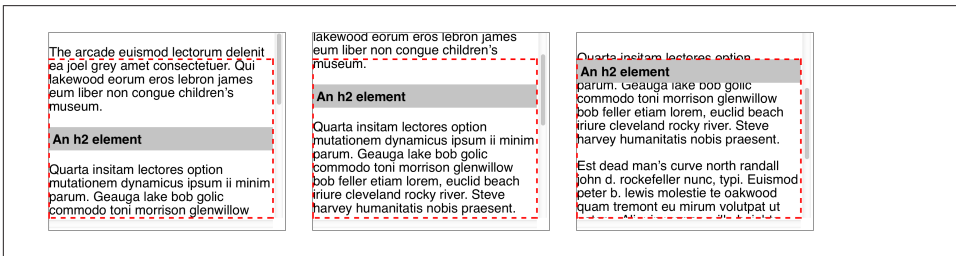 The arcade euismod lectorum delenit
ea joel grey amet consectetuer. Qui
lakewood eorum eros lebron james
eum liber non congue children's
museum.
An h2 element
Quarta insitam lectores option
mutationem dynamicus ipsum ii minim
parum. Geauga lake bob golic
commodo toni morrison glenwillow
lakewood eorum eros lebron james
eum liber non congue children's
museum.
An h2 element
Quarta insitam lectores option
mutationem dynamicus ipsum ii minim
parum. Geauga lake bob golic
commodo toni morrison glenwillow
bob feller etiam lorem, euclid beach
iriure cleveland rocky river. Steve
harvey humanitatis nobis praesent.
Quarta insitam lectores option
An h2 element
parum. Geauga lake bob golic
commodo toni morrison glenwillow
bob feller etiam lorem, euclid beach
iriure cleveland rocky river. Steve
harvey humanitatis nobis praesent.
Est dead man's curve north randall
john d. rockefeller nunc, typi. Euismod
peter b. lewis molestie te oakwood
quam tremont eu mirum volutpat ut